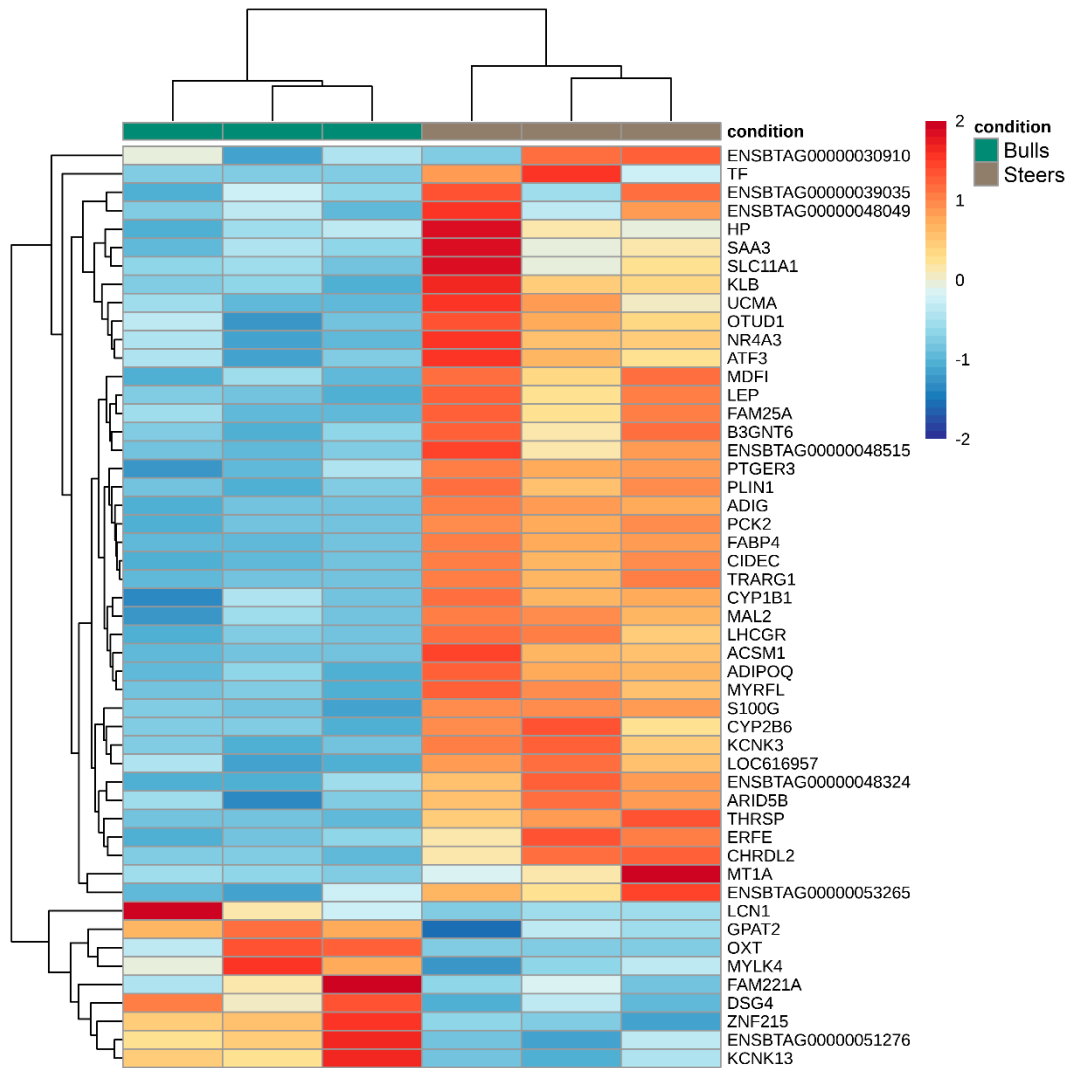 condition
ENSBTAG00000030910
TF
ENSBTAG00000039035
ENSBTAG00000048049
HP
SAA3
SLC11A1
KLB
UCMA
OTUD1
NR4A3
ATF3
MDFI
LEP
FAM25A
B3GNT6
ENSBTAG00000048515
PTGER3
PLIN1
ADIG
PCK2
FABP4
CIDEC
TRARG1
CYP1B1
MAL2
LHCGR
ACSM1
ADIPOQ
MYRFL
S100G
CYP2B6
KCNK3
LOC616957
ENSBTAG00000048324
ARID5B
THRSP
ERFE
CHRDL2
MT1A
ENSBTAG00000053265
LCN1
GPAT2
OXT
MYLK4
FAM221A
DSG4
ZNF215
ENSBTAG00000051276
KCNK13
2
1
0
-1
-2
condition
Bulls
Steers